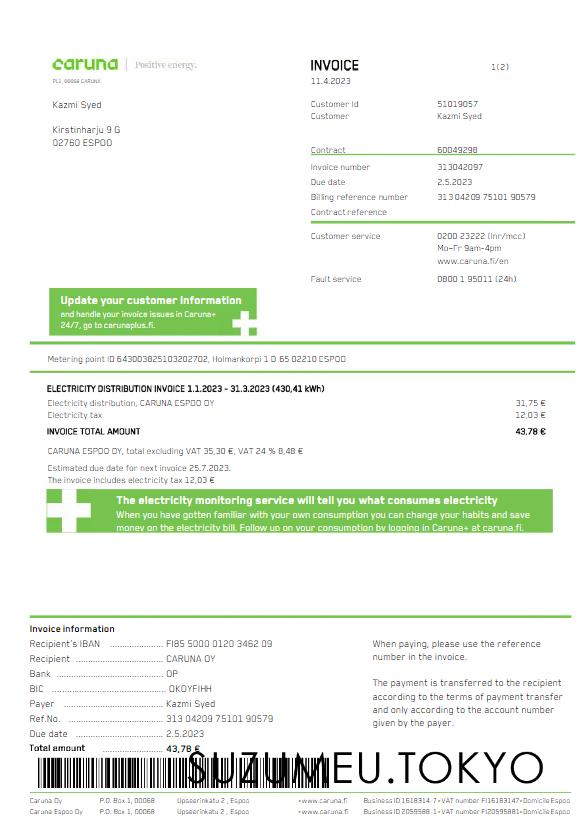 caruna | Positive energy.
PL1, 00068 CARUNA
INVOICE 1(2)
11.4.2023
Kazmi Syed
Kirstinharju 9 G
02760 ESPOO
Customer Id 51019057
Customer Kazmi Syed
Contract 60049298
Invoice number 313042097
Due date 2.5.2023
Billing reference number 313 04209 75101 90579
Contract reference
Customer service 0200 23222 (lnr/mcc)
Mo-Fr 9am-4pm
www.caruna.fi/en
Fault service 0800 1 95011 (24h)
Update your customer information
and handle your invoice issues in Caruna+
24/7, go to carunaplus.fi.
Metering point ID 643003825103202702, Holmankorpi 1 D 65 02210 ESPOO
ELECTRICITY DISTRIBUTION INVOICE 1.1.2023 - 31.3.2023 (430,41 kWh)
Electricity distribution, CARUNA ESPOO OY 31,75 €
Electricity tax 12,03 €
INVOICE TOTAL AMOUNT 43,78 €
CARUNA ESPOO OY, total excluding VAT 35,30 €, VAT 24 % 8,48 €
Estimated due date for next invoice 25.7.2023.
The invoice includes electricity tax 12,03 €
The electricity monitoring service will tell you what consumes electricity
When you have gotten familiar with your own consumption you can change your habits and save
money on the electricity bill. Follow up on your consumption by logging in Caruna+ at caruna.fi.
Invoice information
Recipient's IBAN ..................... FI85 5000 0120 3462 09
Recipient .............................. CARUNA OY
Bank .................................... OP
BIC ...................................... OKOYFIHH
Payer ................................... Kazmi Syed
Ref.No. ................................ 313 04209 75101 90579
Due date .............................. 2.5.2023
Total amount ..................... 43,78 €
When paying, please use the reference
number in the invoice.
The payment is transferred to the recipient
according to the terms of payment transfer
and only according to the account number
given by the payer.
SUZUMEU.TOKYO
Caruna Oy P.O. Box 1, 00068 Upseerinkatu 2 , Espoo •www.caruna.fi Business ID 1618314-7•VAT number FI16183147•Domicile Espoo
Caruna Espoo Oy P.O. Box 1, 00068 Upseerinkatu 2 , Espoo •www.caruna.fi Business ID 2059588-1•VAT number FI20595881•Domicile Espoo